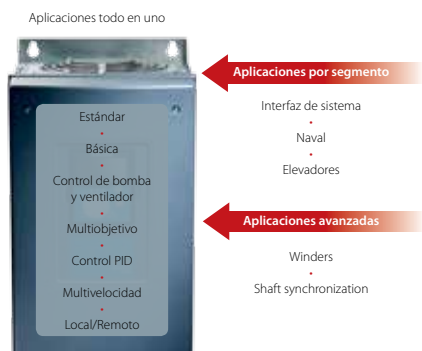 Aplicaciones todo en uno
Estándar
•
Básica
•
Control de bomba
y ventilador
•
Multiobjetivo
•
Control PID
•
Multivelocidad
•
Local/Remoto
Aplicaciones por segmento
Interfaz de sistema
•
Naval
•
Elevadores
Aplicaciones avanzadas
Winders
•
Shaft synchronization